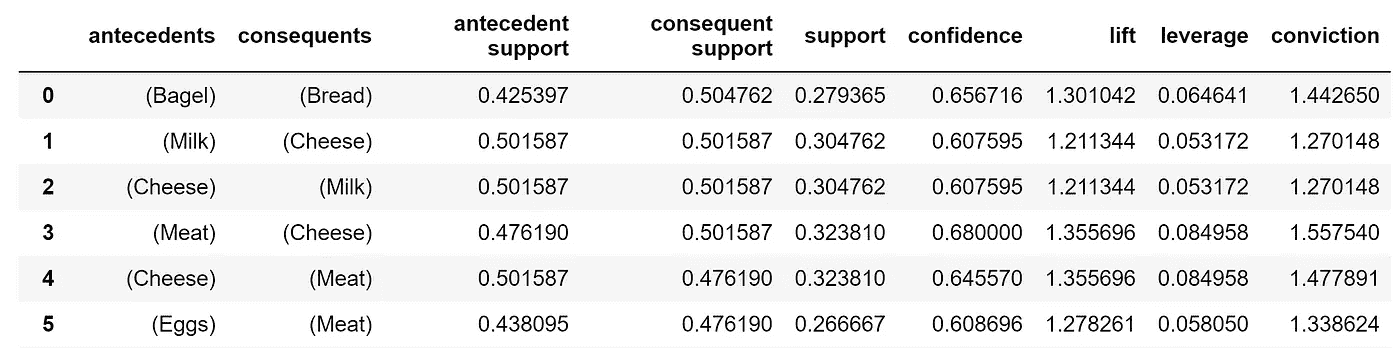 antecedents consequents antecedent support consequent support support confidence lift leverage conviction
0 (Bagel) (Bread) 0.425397 0.504762 0.279365 0.656716 1.301042 0.064641 1.442650
1 (Milk) (Cheese) 0.501587 0.501587 0.304762 0.607595 1.211344 0.053172 1.270148
2 (Cheese) (Milk) 0.501587 0.501587 0.304762 0.607595 1.211344 0.053172 1.270148
3 (Meat) (Cheese) 0.476190 0.501587 0.323810 0.680000 1.355696 0.084958 1.557540
4 (Cheese) (Meat) 0.501587 0.476190 0.323810 0.645570 1.355696 0.084958 1.477891
5 (Eggs) (Meat) 0.438095 0.476190 0.266667 0.608696 1.278261 0.058050 1.338624